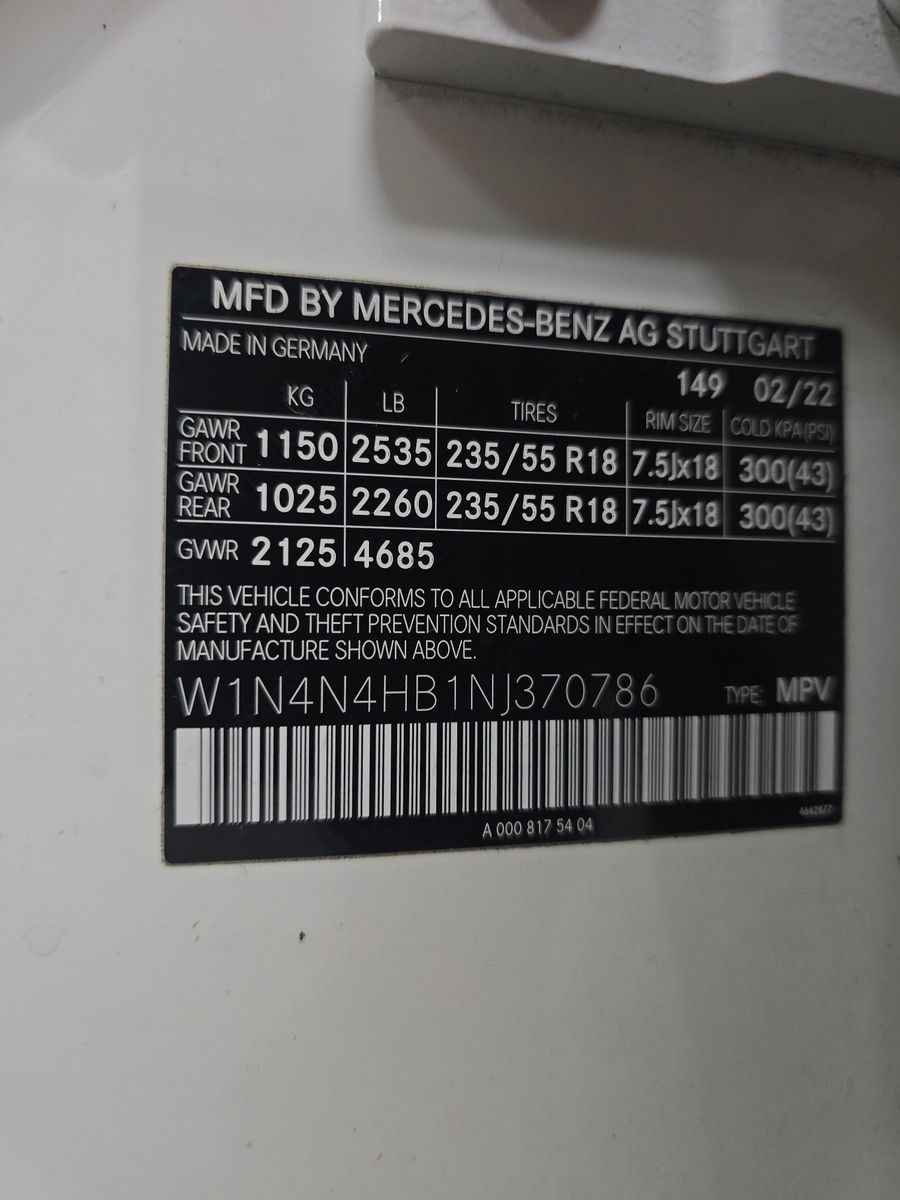 MFD BY MERCEDES-BENZ AG STUTTGART
MADE IN GERMANY
149 02/22
KG LB TIRES RIM SIZE COLD KPA (PSI)
GAWR FRONT 1150 2535 235/55 R18 7.5Jx18 300(43)
GAWR REAR 1025 2260 235/55 R18 7.5Jx18 300(43)
GVWR 2125 4685
THIS VEHICLE CONFORMS TO ALL APPLICABLE FEDERAL MOTOR VEHICLE
SAFETY AND THEFT PREVENTION STANDARDS IN EFFECT ON THE DATE OF
MANUFACTURE SHOWN ABOVE.
W1N4N4HB1NJ370786 TYPE: MPV
A 000 817 54 04
4642877